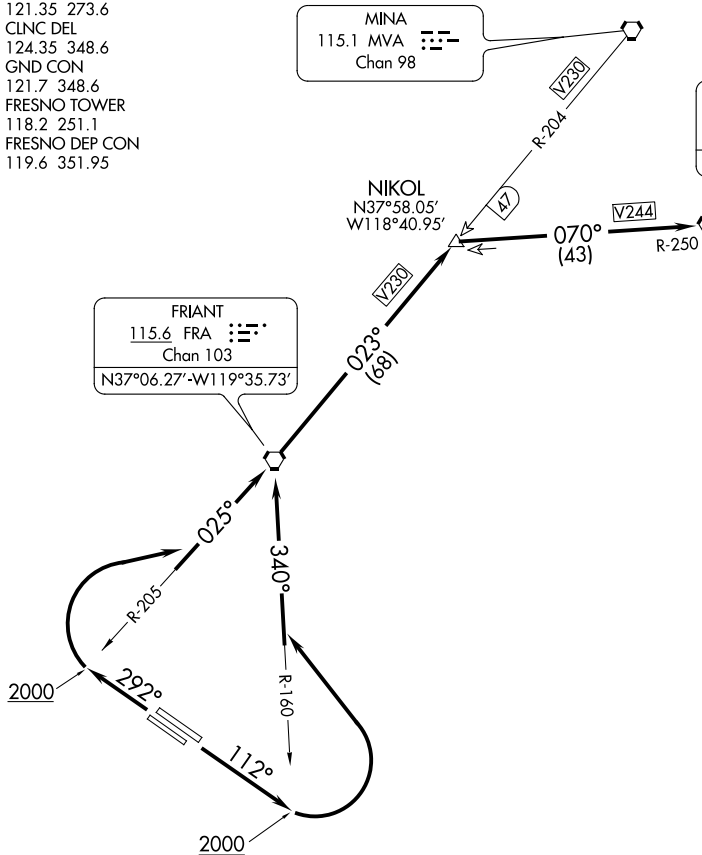 121.35 273.6
CLNC DEL
124.35 348.6
GND CON
121.7 348.6
FRESNO TOWER
118.2 251.1
FRESNO DEP CON
119.6 351.95
MINA
115.1 MVA
Chan 98
V230
R-204
47
NIKOL
N37°58.05'
W118°40.95'
V244
070°
(43)
R-250
V230
023°
(68)
FRIANT
115.6 FRA
Chan 103
N37°06.27'-W119°35.73'
025°
R-205
340°
R-160
2000
292°
112°
2000